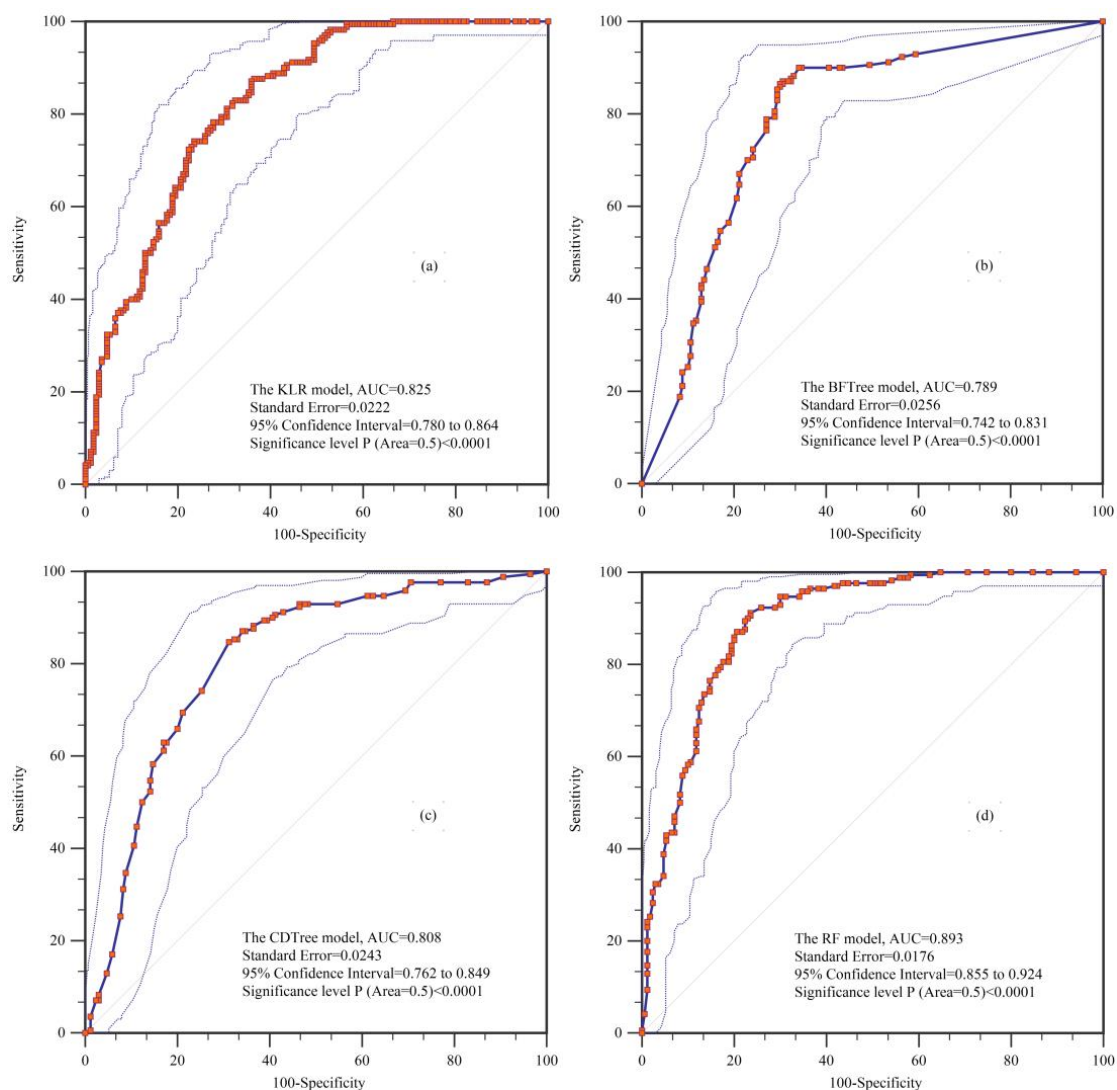 100
80
60
40
20
0
Sensitivity
(a)
The KLR model, AUC=0.825
Standard Error=0.0222
95% Confidence Interval=0.780 to 0.864
Significance level P (Area=0.5)<0.0001
0 20 40 60 80 100
100-Specificity
100
80
60
40
20
0
Sensitivity
(b)
The BFTree model, AUC=0.789
Standard Error=0.0256
95% Confidence Interval=0.742 to 0.831
Significance level P (Area=0.5)<0.0001
0 20 40 60 80 100
100-Specificity
100
80
60
40
20
0
Sensitivity
(c)
The CDTree model, AUC=0.808
Standard Error=0.0243
95% Confidence Interval=0.762 to 0.849
Significance level P (Area=0.5)<0.0001
0 20 40 60 80 100
100-Specificity
100
80
60
40
20
0
Sensitivity
(d)
The RF model, AUC=0.893
Standard Error=0.0176
95% Confidence Interval=0.855 to 0.924
Significance level P (Area=0.5)<0.0001
0 20 40 60 80 100
100-Specificity